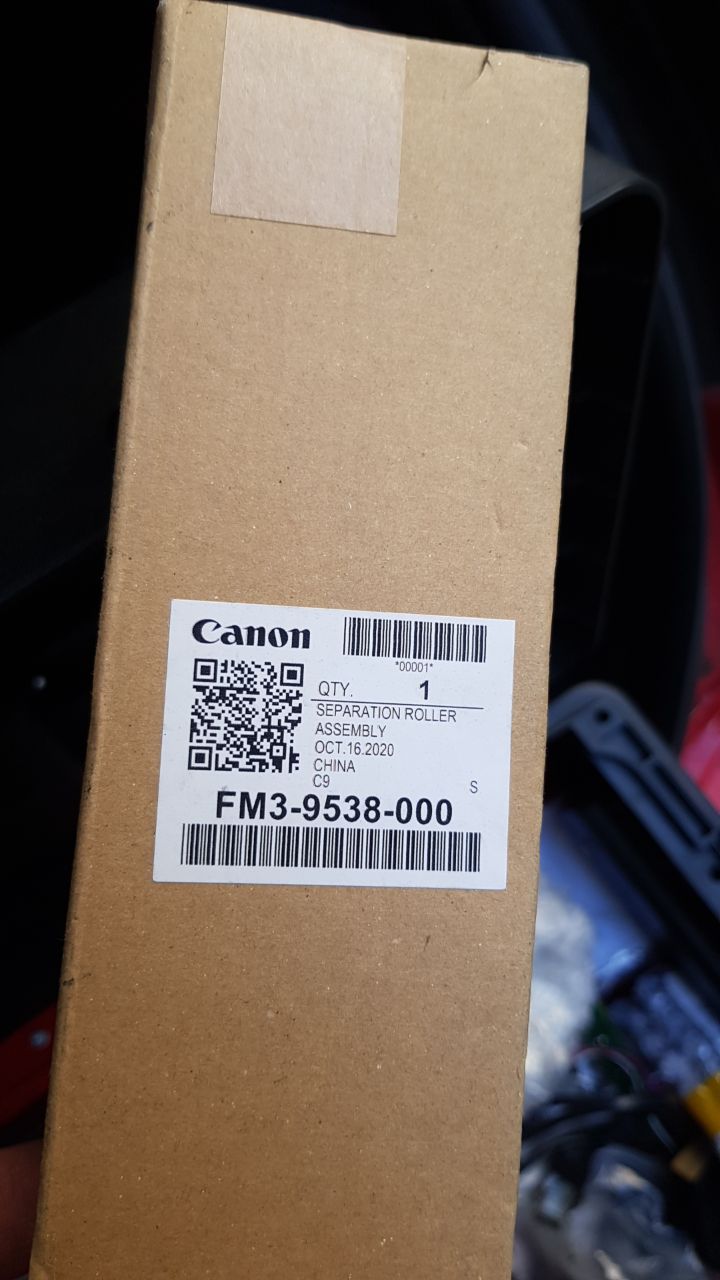 Canon
*00001*
QTY. 1
SEPARATION ROLLER
ASSEMBLY
OCT.16.2020
CHINA
C9 S
FM3-9538-000